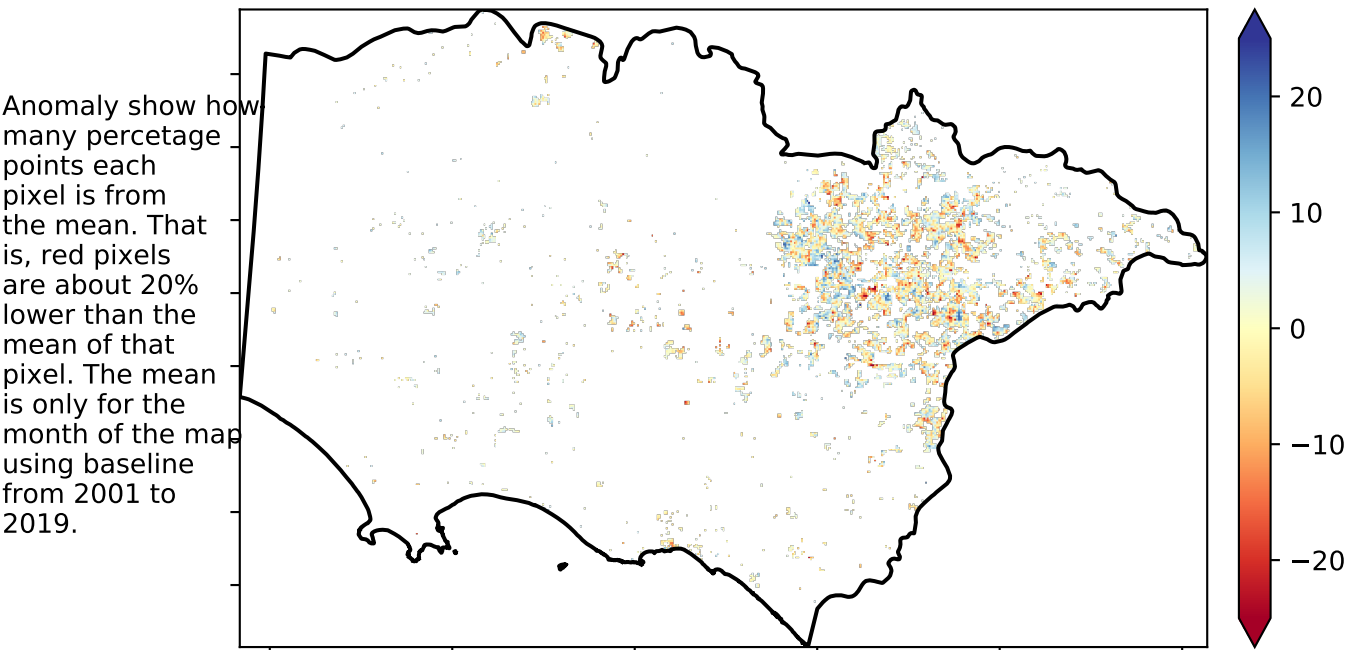 Anomaly show how
many percetage
points each
pixel is from
the mean. That
is, red pixels
are about 20%
lower than the
mean of that
pixel. The mean
is only for the
month of the map
using baseline
from 2001 to
2019.
20
10
0
−10
−20